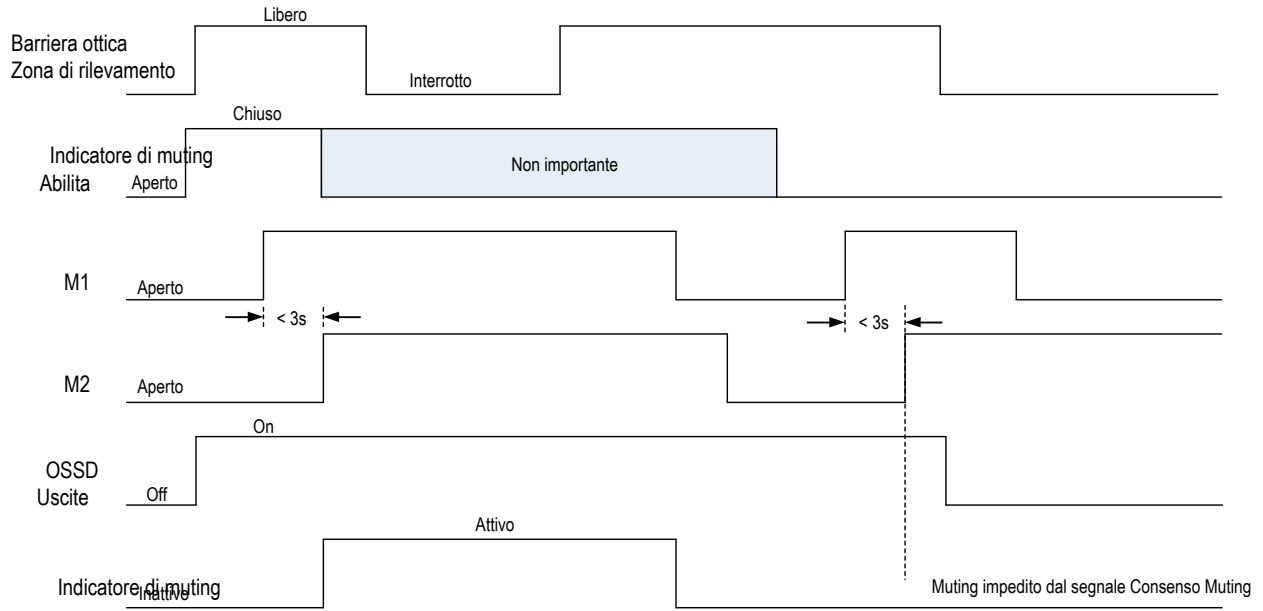 Libero
Barriera ottica
Zona di rilevamento
Interrotto
Chiuso
Indicatore di muting
Abilita
Aperto
Non importante
M1
Aperto
< 3s
< 3s
M2
Aperto
On
OSSD
Uscite
Off
Attivo
Indicatore di muting
Inattivo
Muting impedito dal segnale Consenso Muting